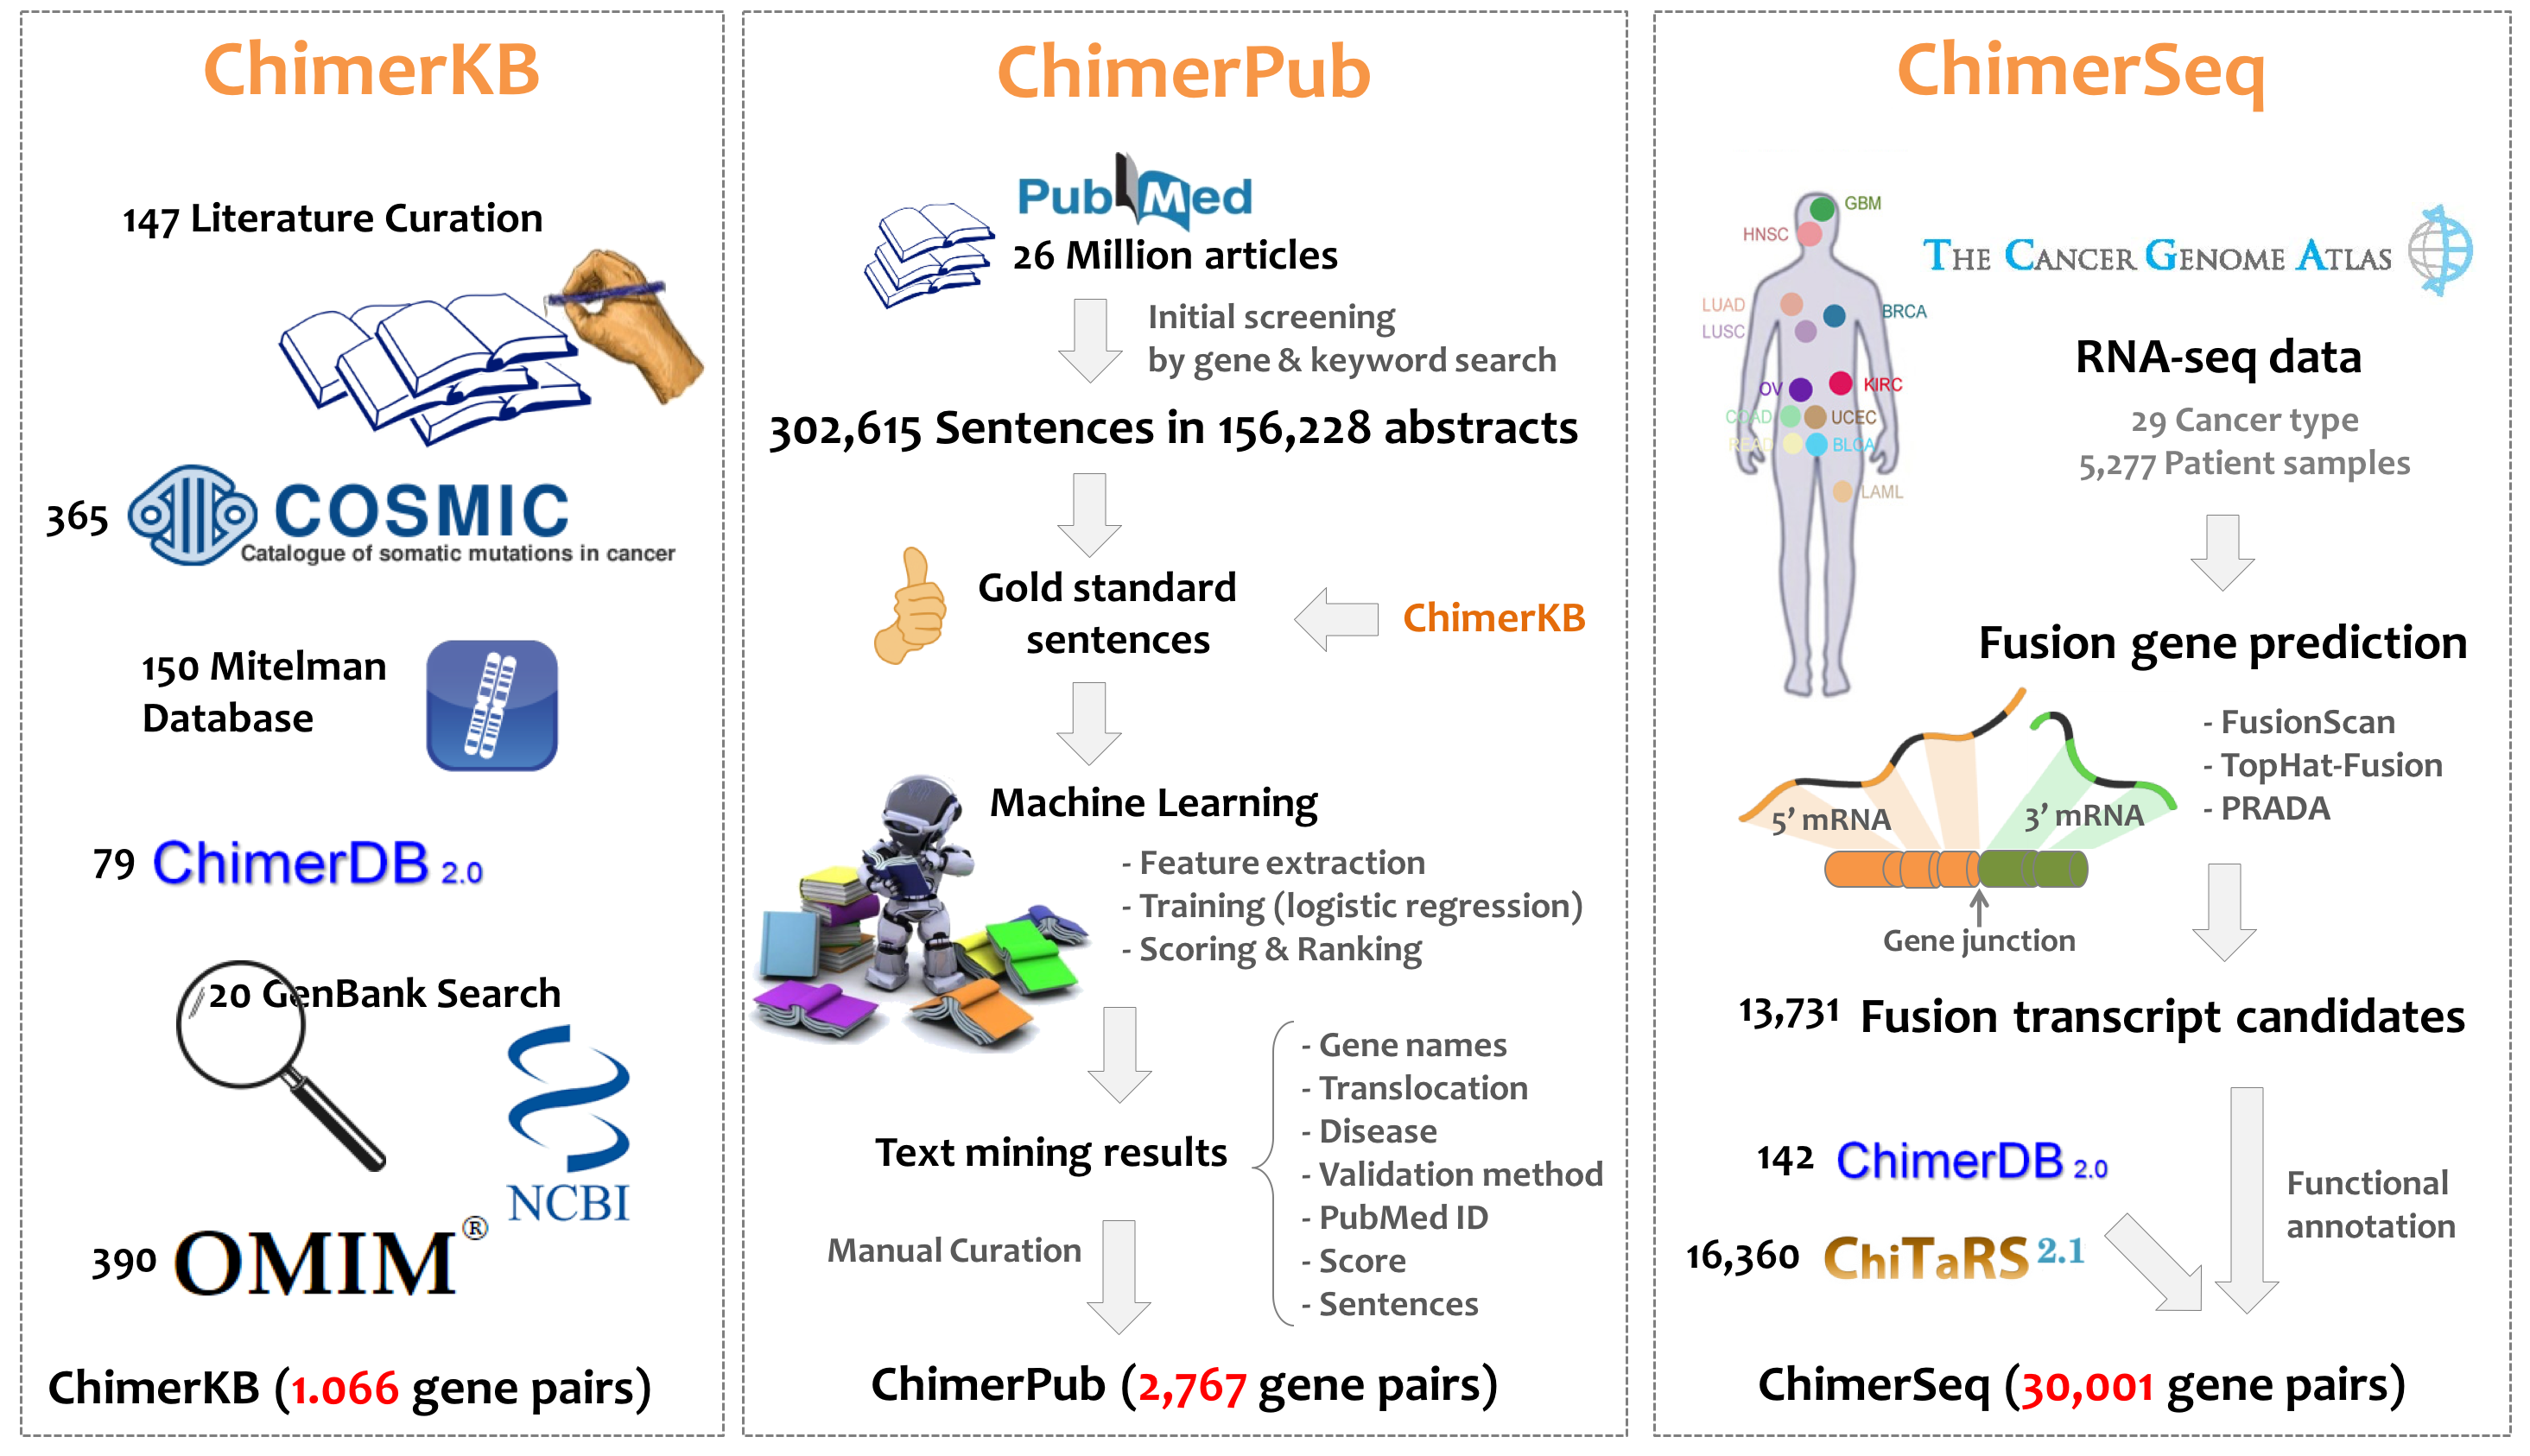 ChimerKB
147 Literature Curation
365
COSMIC
Catalogue of somatic mutations in cancer
150 Mitelman
Database
79 ChimerDB 2.0
20 GenBank Search
NCBI
390 OMIM®
ChimerKB (1.066 gene pairs)
ChimerPub
PubMed
26 Million articles
Initial screening
by gene & keyword search
302,615 Sentences in 156,228 abstracts
Gold standard
sentences
ChimerKB
Machine Learning
- Feature extraction
- Training (logistic regression)
- Scoring & Ranking
Text mining results
- Gene names
- Translocation
- Disease
- Validation method
- PubMed ID
- Score
- Sentences
Manual Curation
ChimerPub (2,767 gene pairs)
ChimerSeq
GBM
HNSC
LUAD
BRCA
LUSC
OV
KIRC
COAD
UCEC
READ
BLCA
LAML
THE CANCER GENOME ATLAS
RNA-seq data
29 Cancer type
5,277 Patient samples
Fusion gene prediction
- FusionScan
- TopHat-Fusion
- PRADA
5’ mRNA
3’ mRNA
Gene junction
13,731 Fusion transcript candidates
142 ChimerDB 2.0
16,360 ChiTaRS 2.1
Functional
annotation
ChimerSeq (30,001 gene pairs)